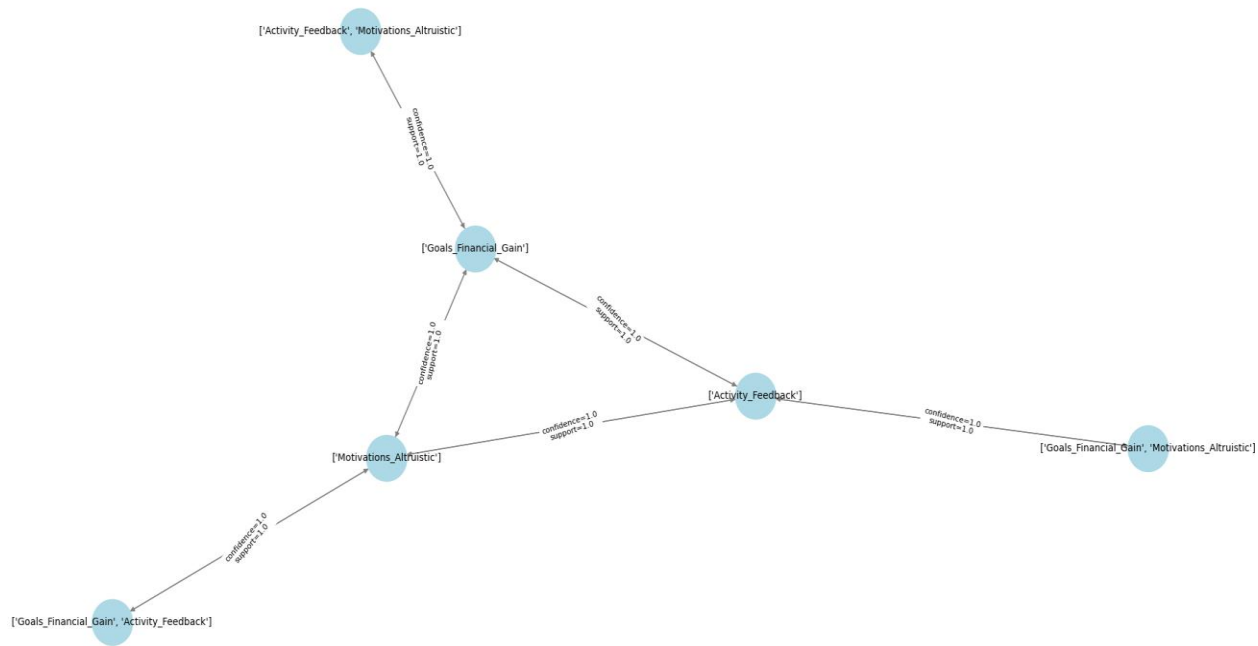 ['Activity_Feedback', 'Motivations_Altruistic']
confidence=1.0
support=1.0
['Goals_Financial_Gain']
confidence=1.0
support=1.0
confidence=1.0
support=1.0
['Activity_Feedback']
confidence=1.0
support=1.0
confidence=1.0
support=1.0
['Goals_Financial_Gain', 'Motivations_Altruistic']
['Motivations_Altruistic']
confidence=1.0
support=1.0
['Goals_Financial_Gain', 'Activity_Feedback']